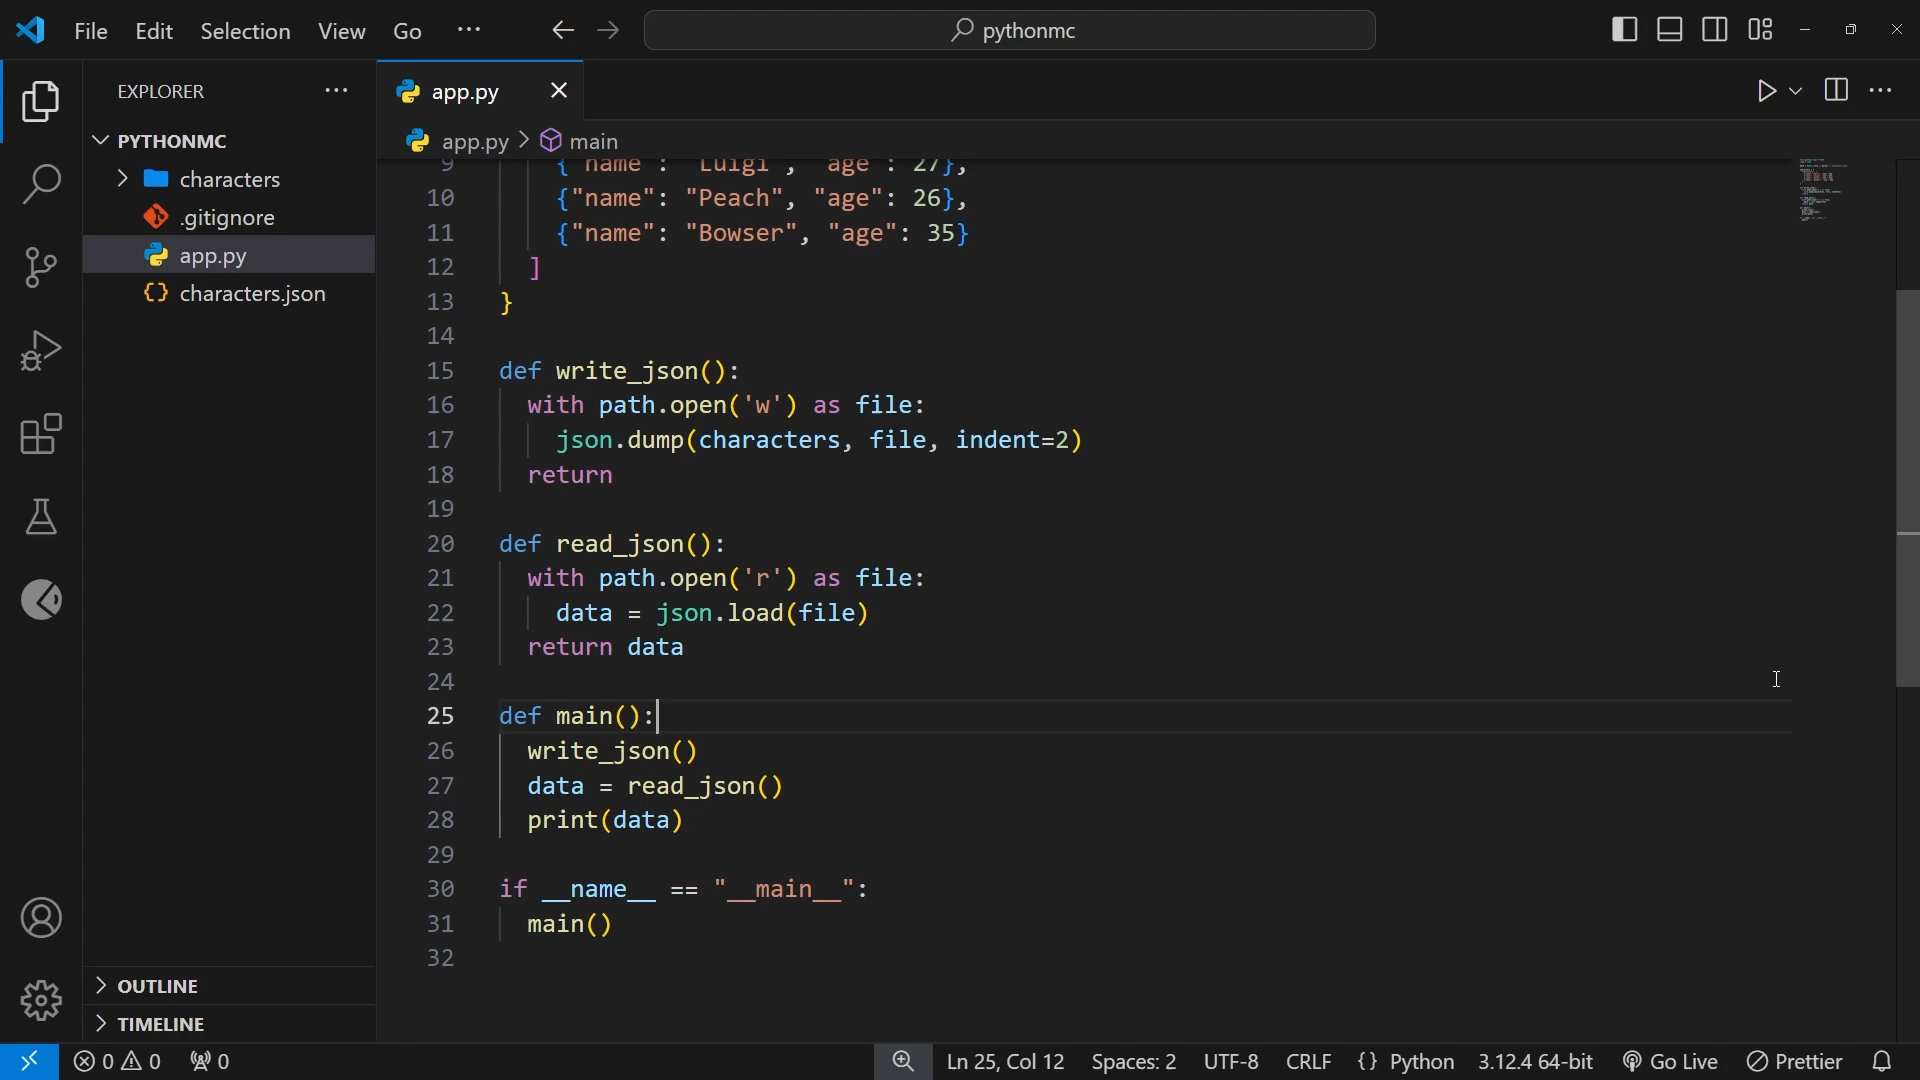 File Edit Selection View Go ··· pythonmc
EXPLORER ···
app.py
PYTHONMC
app.py > main
characters
.gitignore
app.py
characters.json
9 {"name": "Luigi", "age": 27},
10 {"name": "Peach", "age": 26},
11 {"name": "Bowser", "age": 35}
12 ]
13 }
14
15 def write_json():
16 with path.open('w') as file:
17 json.dump(characters, file, indent=2)
18 return
19
20 def read_json():
21 with path.open('r') as file:
22 data = json.load(file)
23 return data
24
25 def main():
26 write_json()
27 data = read_json()
28 print(data)
29
30 if __name__ == "__main__":
31 main()
32
OUTLINE
TIMELINE
0 0 0 Ln 25, Col 12 Spaces: 2 UTF-8 CRLF {} Python 3.12.4 64-bit Go Live Prettier